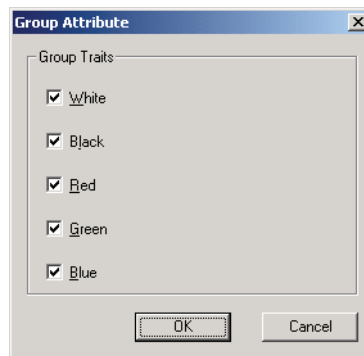 Group Attribute
Group Traits
White
Black
Red
Green
Blue
OK
Cancel